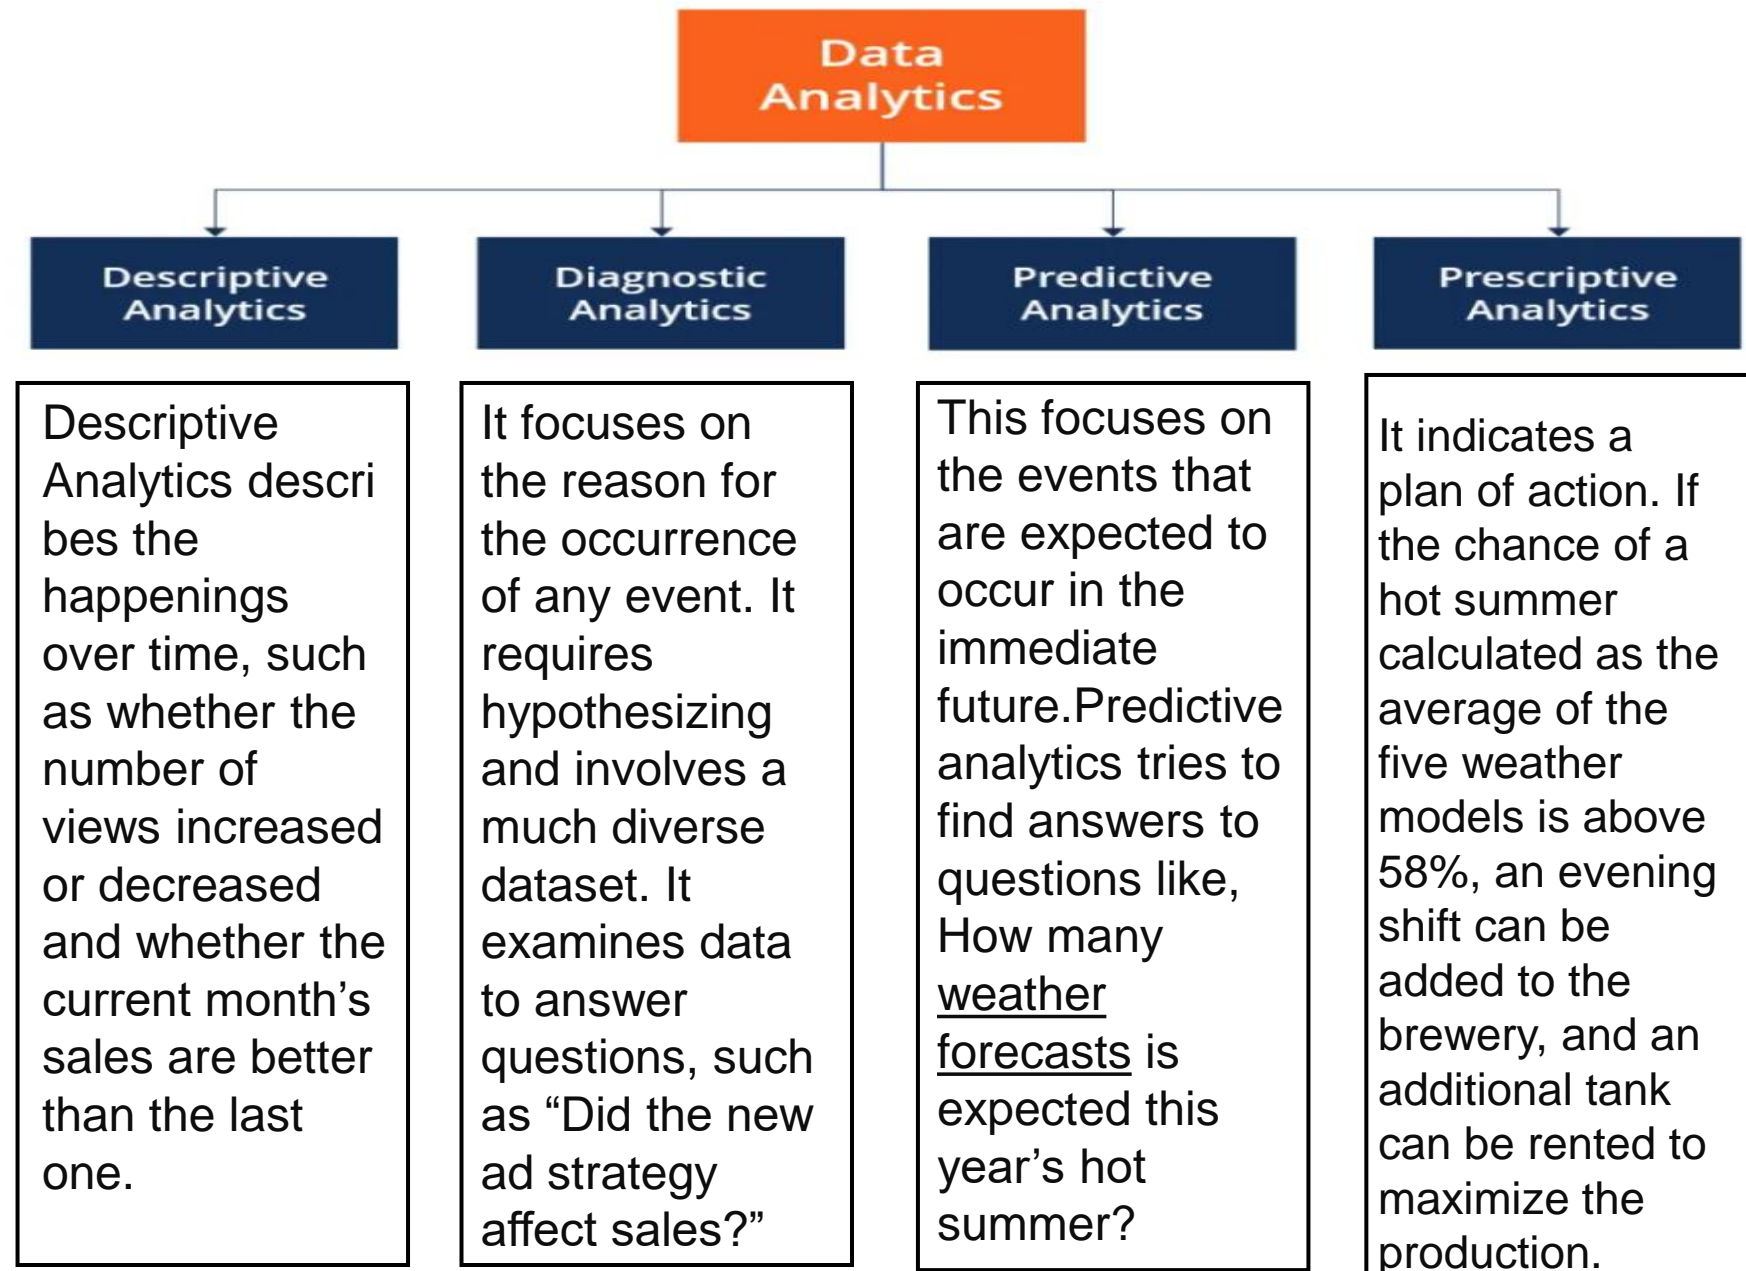 Data
Analytics
Descriptive
Analytics
Diagnostic
Analytics
Predictive
Analytics
Prescriptive
Analytics
Descriptive
Analytics descri
bes the
happenings
over time, such
as whether the
number of
views increased
or decreased
and whether the
current month’s
sales are better
than the last
one.
It focuses on
the reason for
the occurrence
of any event. It
requires
hypothesizing
and involves a
much diverse
dataset. It
examines data
to answer
questions, such
as “Did the new
ad strategy
affect sales?”
This focuses on
the events that
are expected to
occur in the
immediate
future.Predictive
analytics tries to
find answers to
questions like,
How many
weather
forecasts is
expected this
year’s hot
summer?
It indicates a
plan of action. If
the chance of a
hot summer
calculated as the
average of the
five weather
models is above
58%, an evening
shift can be
added to the
brewery, and an
additional tank
can be rented to
maximize the
production.